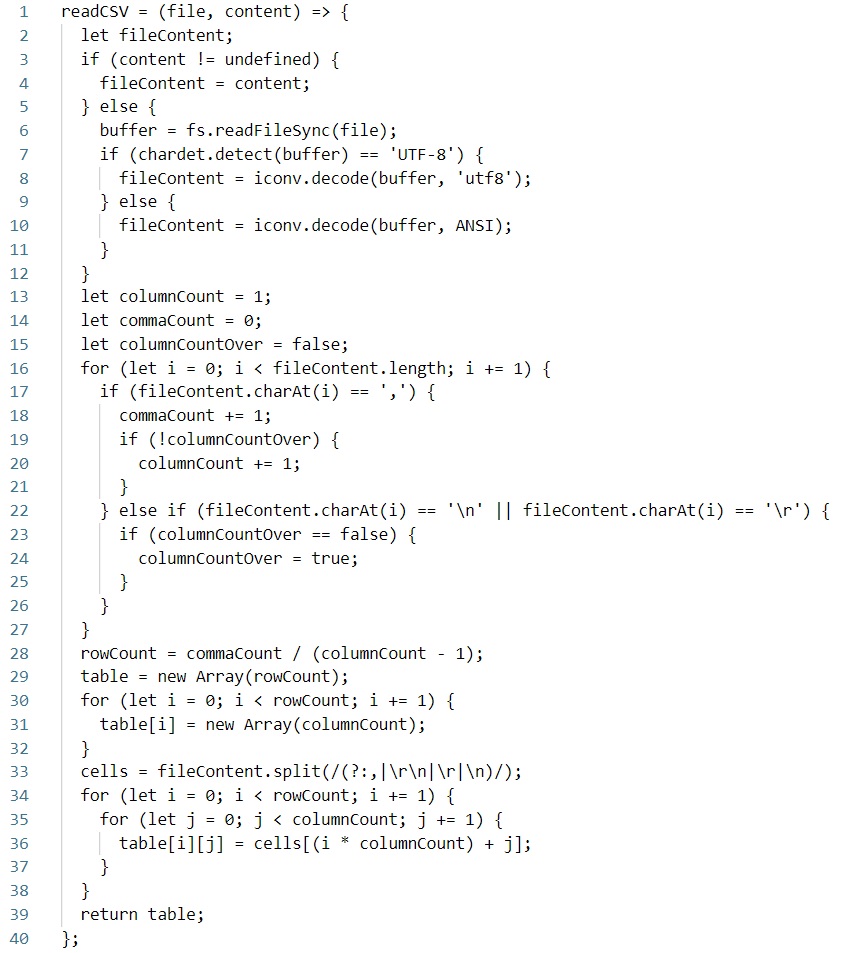 1 readCSV = (file, content) => {
2 let fileContent;
3 if (content != undefined) {
4 fileContent = content;
5 } else {
6 buffer = fs.readFileSync(file);
7 if (chardet.detect(buffer) == 'UTF-8') {
8 fileContent = iconv.decode(buffer, 'utf8');
9 } else {
10 fileContent = iconv.decode(buffer, ANSI);
11 }
12 }
13 let columnCount = 1;
14 let commaCount = 0;
15 let columnCountOver = false;
16 for (let i = 0; i < fileContent.length; i += 1) {
17 if (fileContent.charAt(i) == ',') {
18 commaCount += 1;
19 if (!columnCountOver) {
20 columnCount += 1;
21 }
22 } else if (fileContent.charAt(i) == '\n' || fileContent.charAt(i) == '\r') {
23 if (columnCountOver == false) {
24 columnCountOver = true;
25 }
26 }
27 }
28 rowCount = commaCount / (columnCount - 1);
29 table = new Array(rowCount);
30 for (let i = 0; i < rowCount; i += 1) {
31 table[i] = new Array(columnCount);
32 }
33 cells = fileContent.split(/(?:,|\r\n|\r|\n)/);
34 for (let i = 0; i < rowCount; i += 1) {
35 for (let j = 0; j < columnCount; j += 1) {
36 table[i][j] = cells[(i * columnCount) + j];
37 }
38 }
39 return table;
40 };